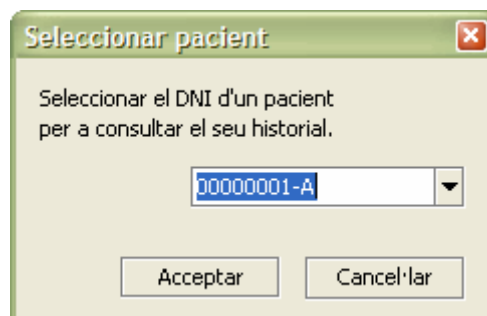 Seleccionar pacient
Seleccionar el DNI d'un pacient
per a consultar el seu historial.
00000001-A
Acceptar
Cancel·lar